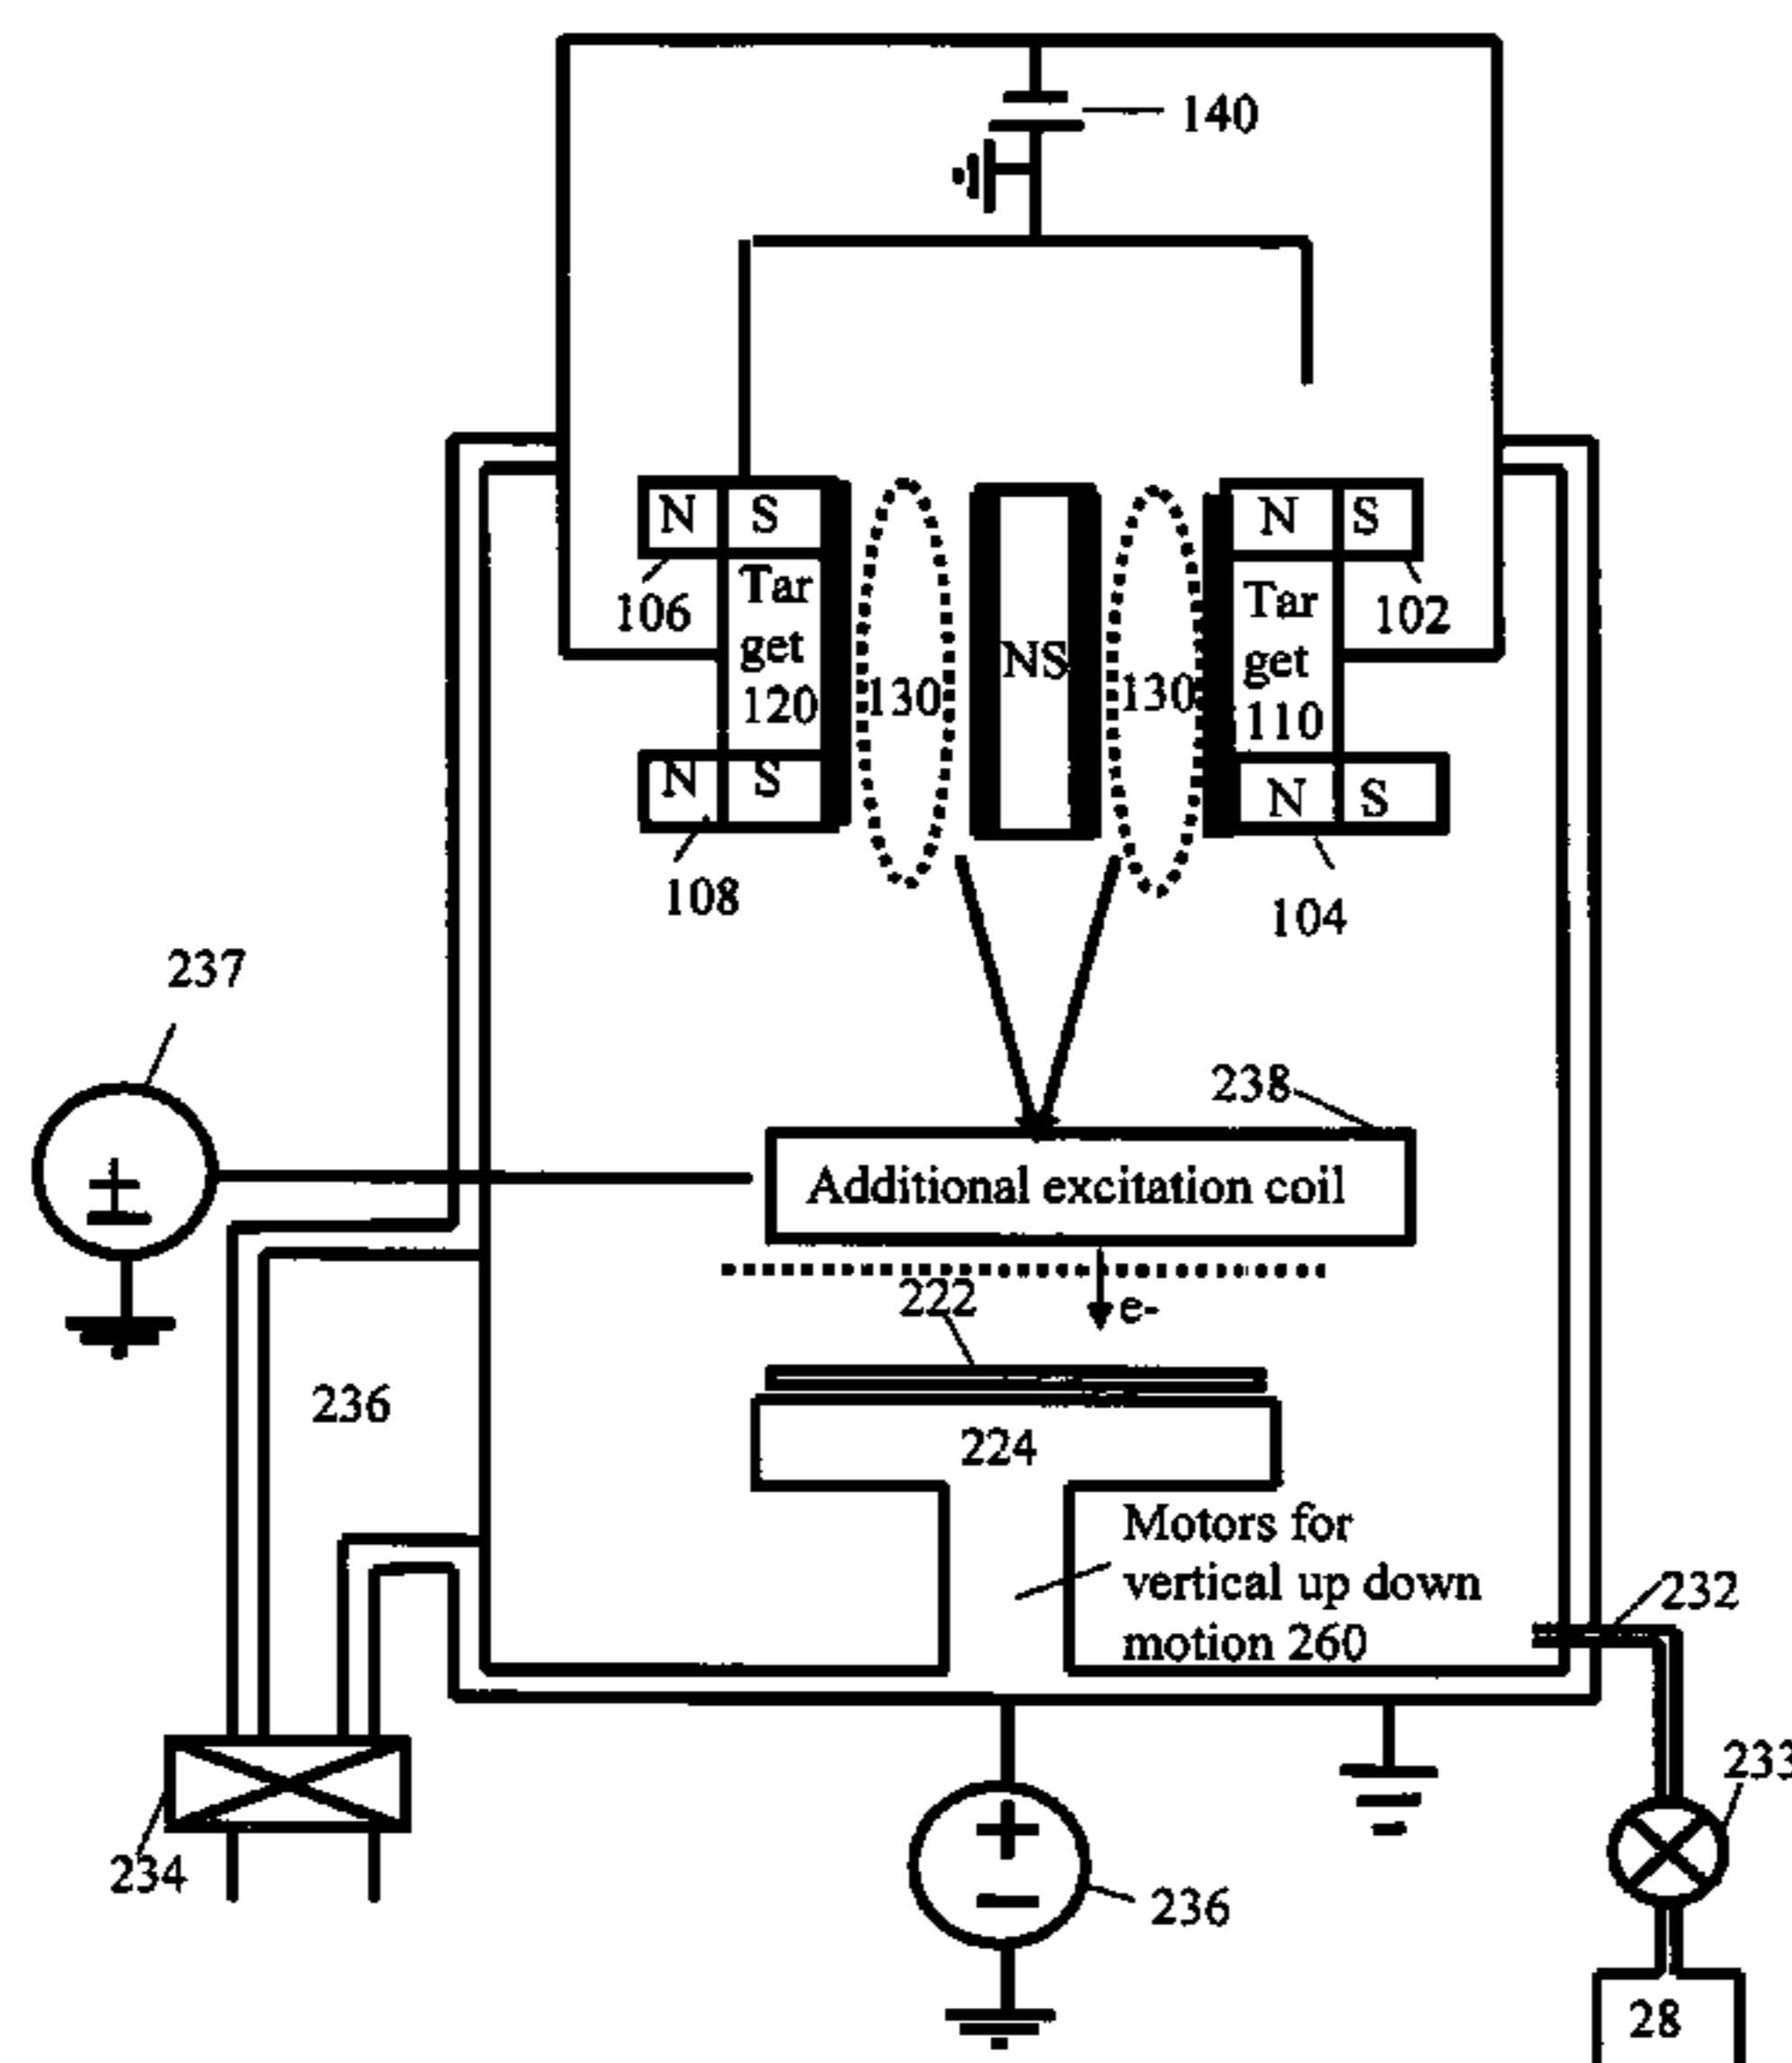 140
N S
N S
Tar
get
120
Tar
get
110
106
102
NS
130
130
N S
N S
108
104
237
238
Additional excitation coil
222
e-
236
224
Motors for
vertical up down
motion 260
232
233
234
236
28